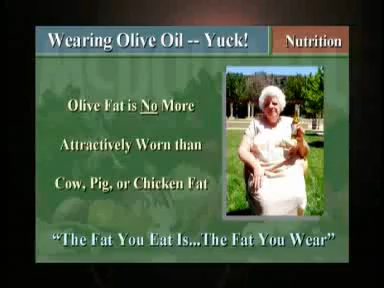 Wearing Olive Oil -- Yuck!
Nutrition
Olive Fat is No More
Attractively Worn than
Cow, Pig, or Chicken Fat
“The Fat You Eat Is...The Fat You Wear”